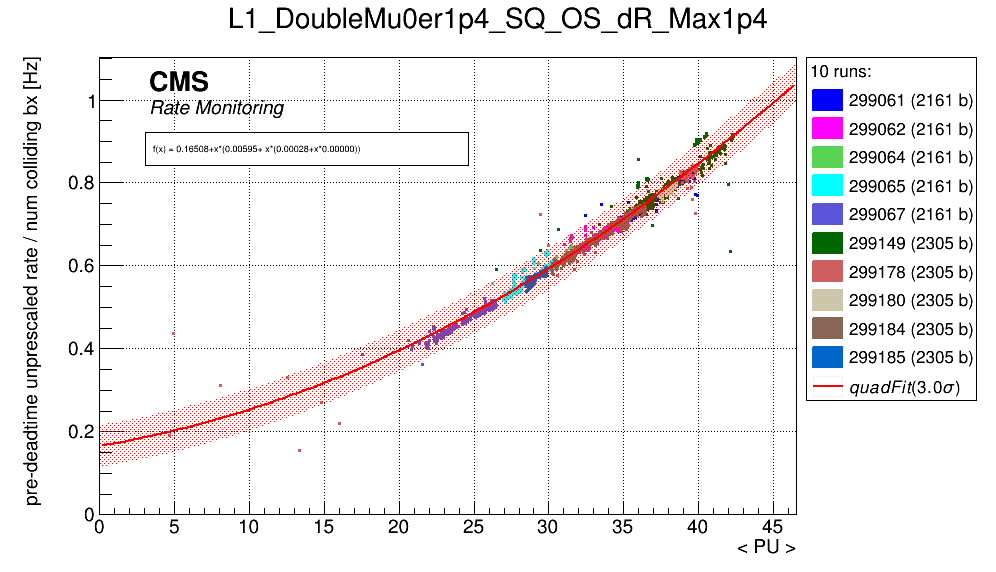 L1_DoubleMu0er1p4_SQ_OS_dR_Max1p4
pre-deadtime unprescaled rate / num colliding bx [Hz]
CMS
Rate Monitoring
f(x) = 0.16508+x*(0.00595+ x*(0.00028+x*0.00000))
1
0.8
0.6
0.4
0.2
0
0 5 10 15 20 25 30 35 40 45
< PU >
10 runs:
299061 (2161 b)
299062 (2161 b)
299064 (2161 b)
299065 (2161 b)
299067 (2161 b)
299149 (2305 b)
299178 (2305 b)
299180 (2305 b)
299184 (2305 b)
299185 (2305 b)
quadFit(3.0σ)